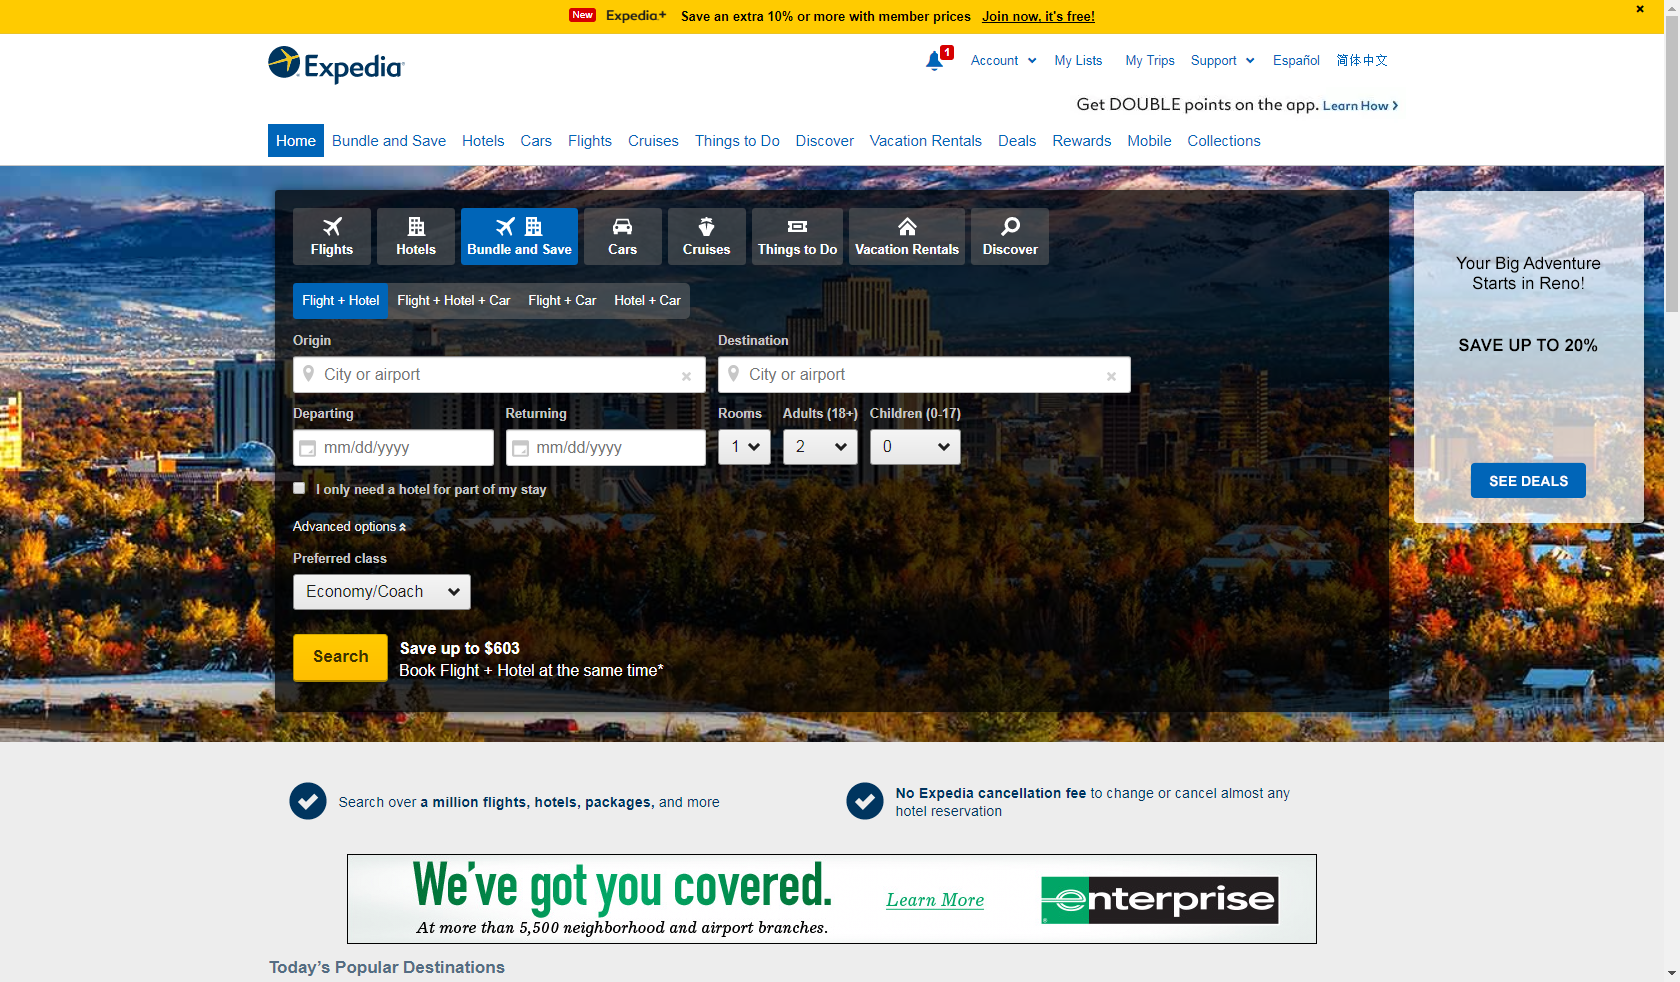 New Expedia+ Save an extra 10% or more with member prices Join now, it's free!
Expedia
1 Account My Lists My Trips Support Español 简体中文
Get DOUBLE points on the app. Learn How
Home Bundle and Save Hotels Cars Flights Cruises Things to Do Discover Vacation Rentals Deals Rewards Mobile Collections
Flights Hotels Bundle and Save Cars Cruises Things to Do Vacation Rentals Discover
Flight + Hotel Flight + Hotel + Car Flight + Car Hotel + Car
Origin Destination
City or airport City or airport
Departing Returning Rooms Adults (18+) Children (0-17)
mm/dd/yyyy mm/dd/yyyy 1 2 0
I only need a hotel for part of my stay
Advanced options
Preferred class
Economy/Coach
Search
Save up to $603
Book Flight + Hotel at the same time*
Your Big Adventure
Starts in Reno!
SAVE UP TO 20%
SEE DEALS
Search over a million flights, hotels, packages, and more
No Expedia cancellation fee to change or cancel almost any
hotel reservation
We've got you covered.
At more than 5,500 neighborhood and airport branches.
Learn More
enterprise
Today's Popular Destinations